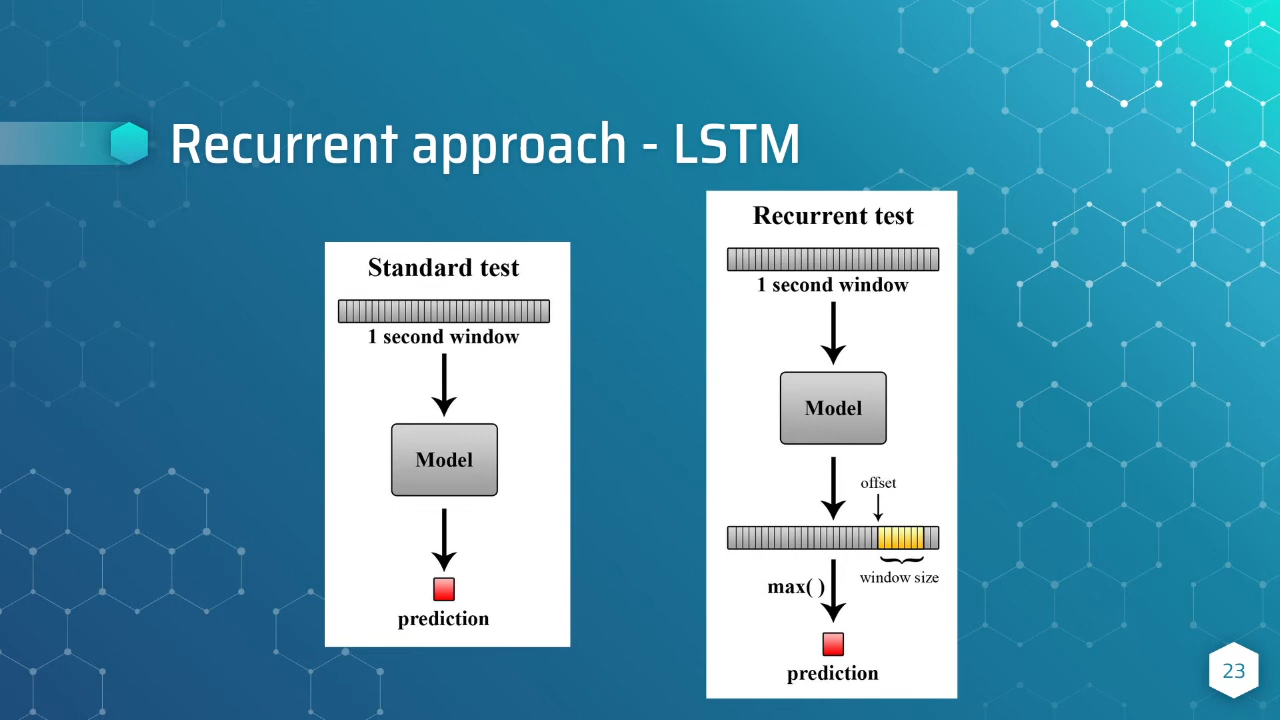 Recurrent approach - LSTM
Standard test
1 second window
Model
prediction
Recurrent test
1 second window
Model
offset
window size
max( )
prediction
23